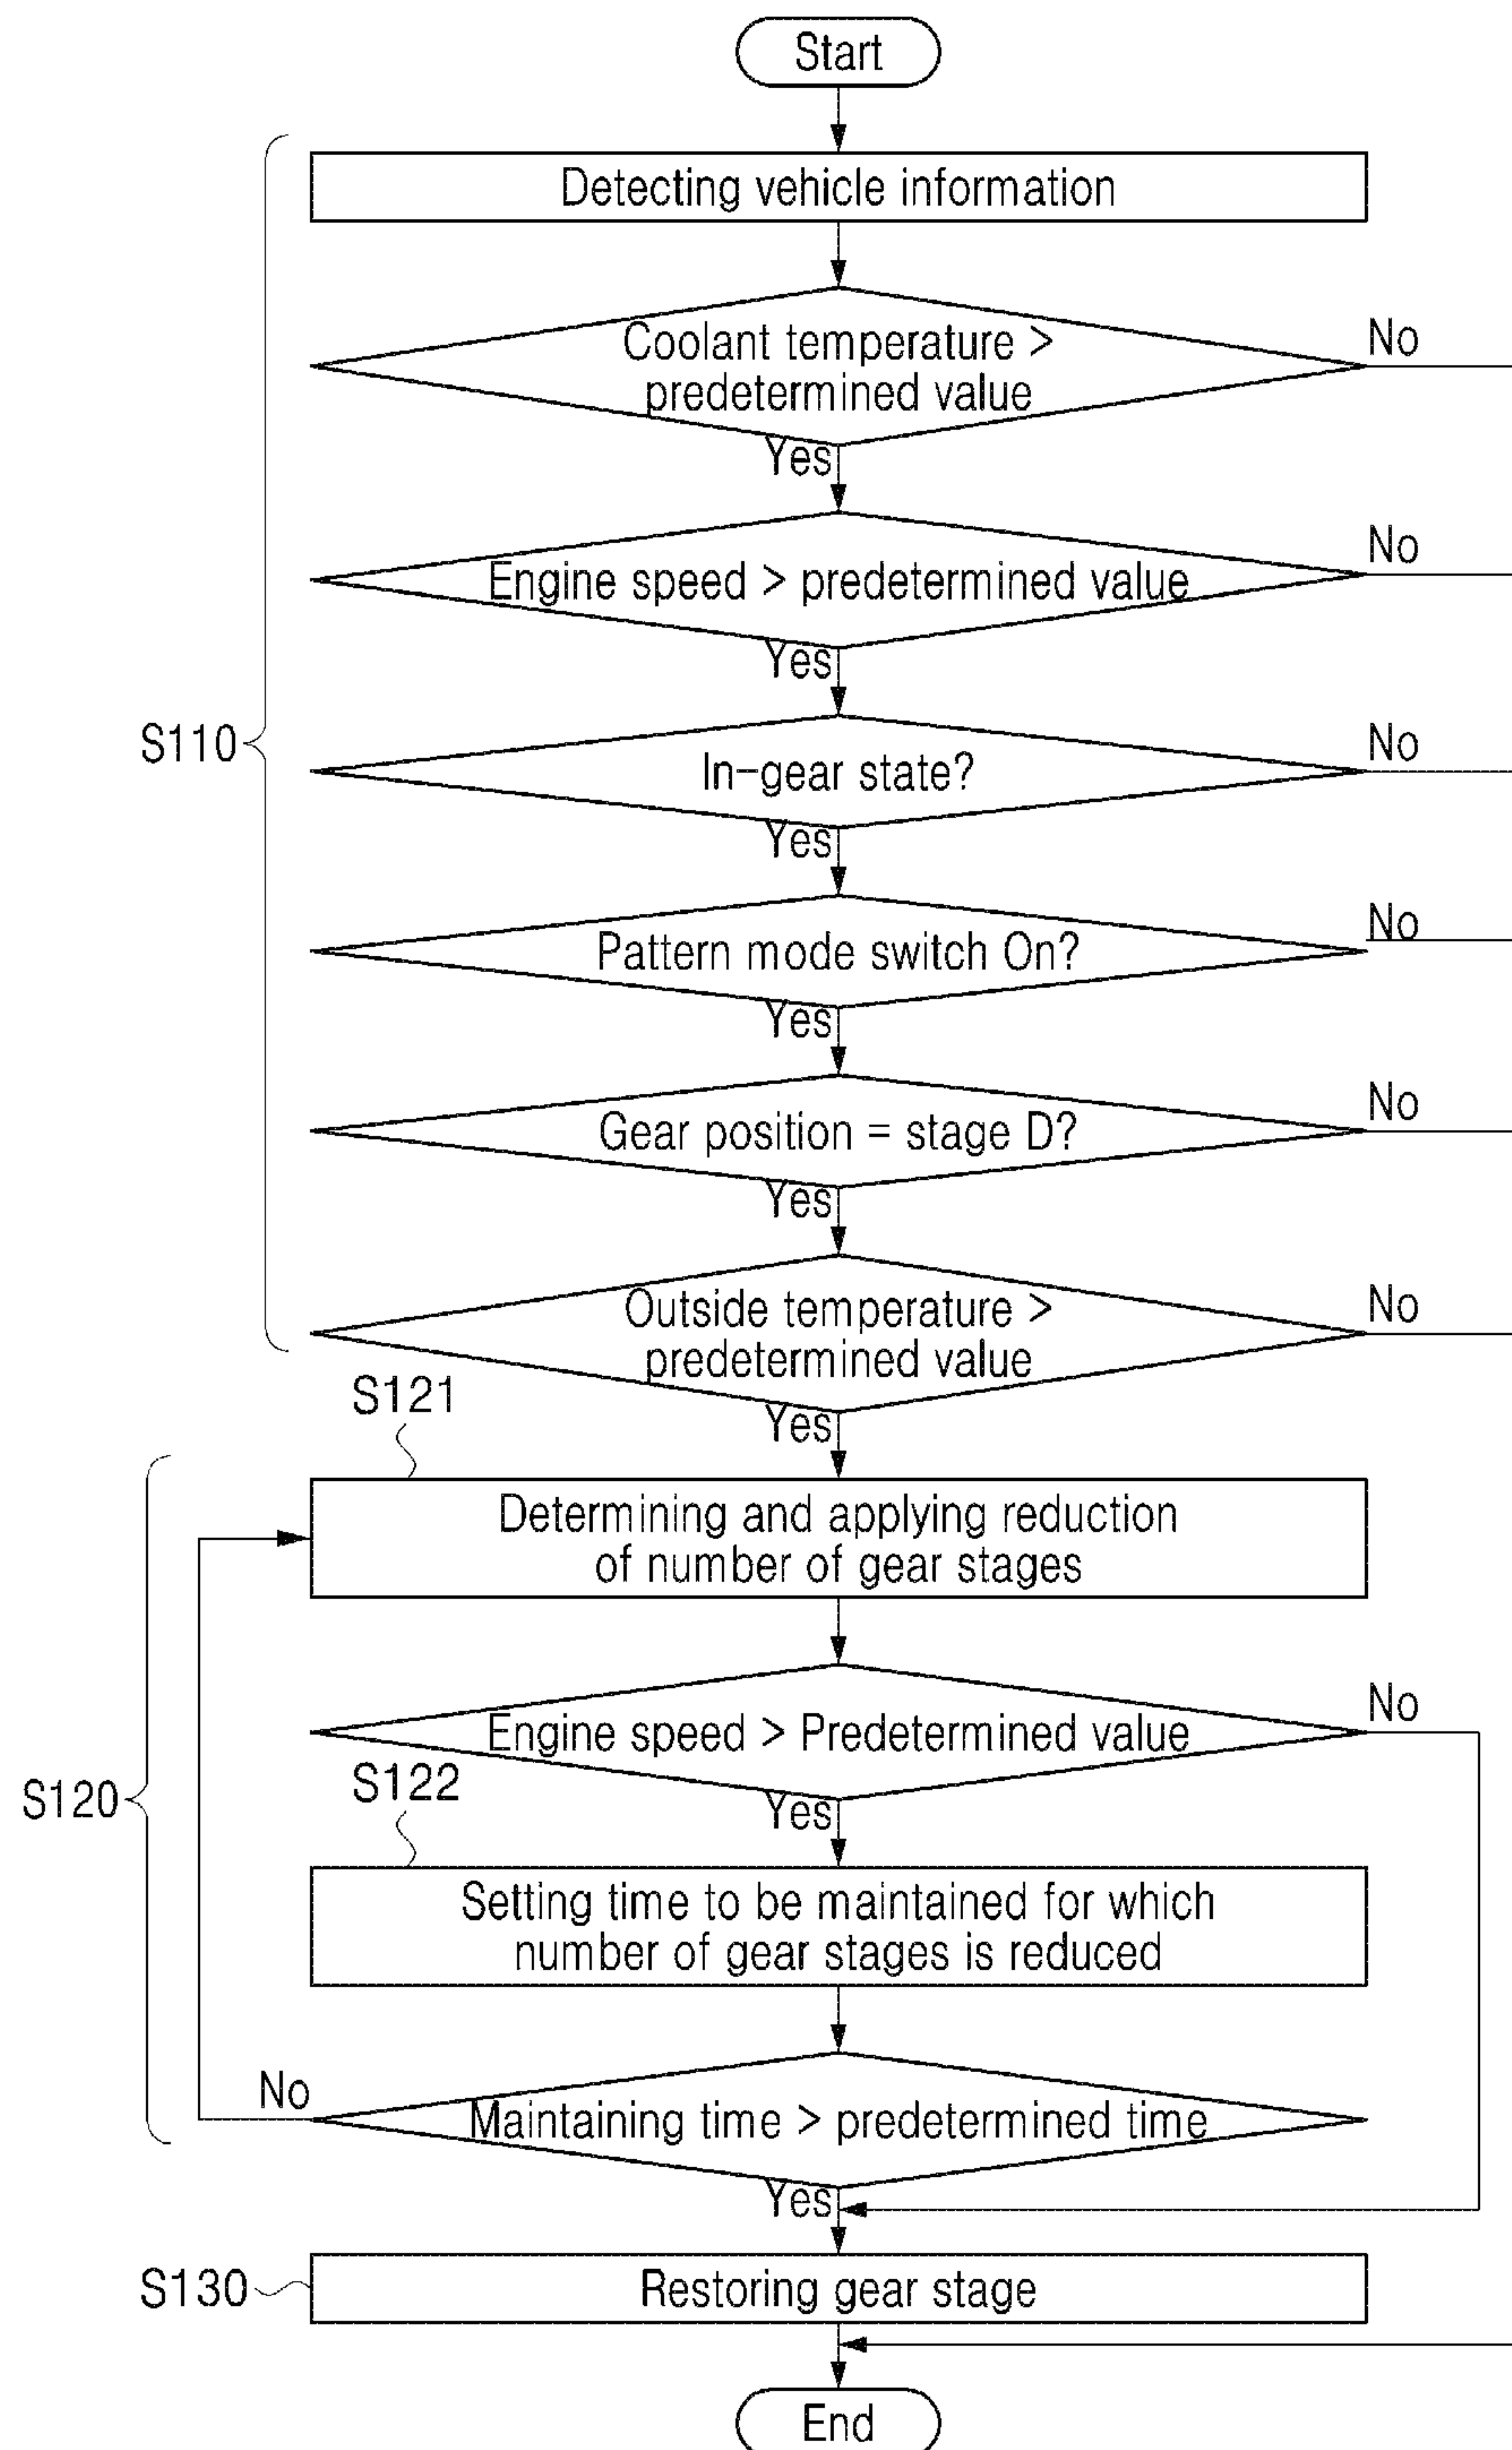 Start
Detecting vehicle information
Coolant temperature >
predetermined value
No
Yes
Engine speed > predetermined value
No
Yes
S110
In-gear state?
No
Yes
Pattern mode switch On?
No
Yes
Gear position = stage D?
No
Yes
Outside temperature >
predetermined value
No
Yes
S121
Determining and applying reduction
of number of gear stages
Engine speed > Predetermined value
No
Yes
S120
S122
Setting time to be maintained for which
number of gear stages is reduced
Maintaining time > predetermined time
No
Yes
S130
Restoring gear stage
End